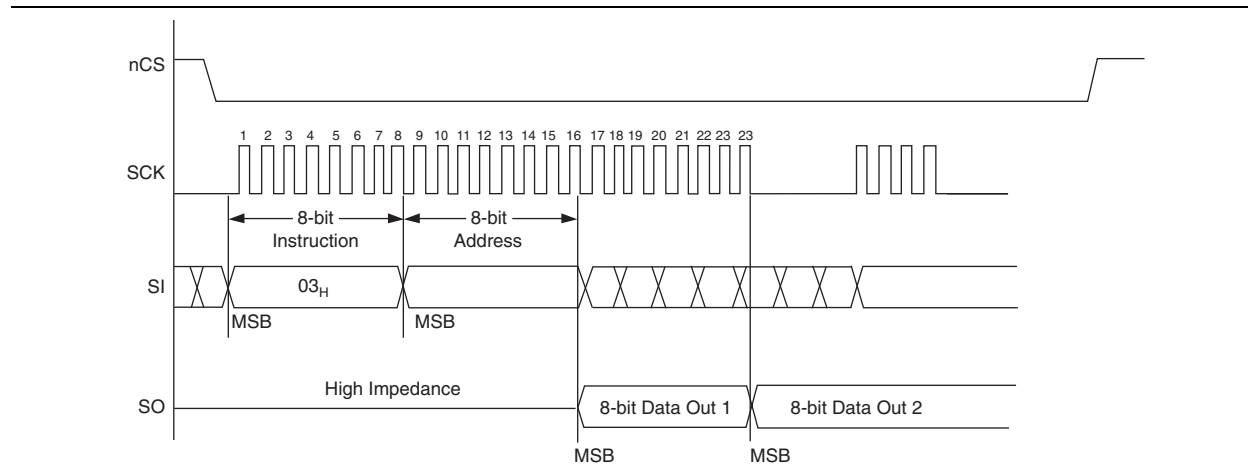 nCS
1 2 3 4 5 6 7 8 9 10 11 12 13 14 15 16 17 18 19 20 21 22 23 23
SCK
8-bit
Instruction
8-bit
Address
SI
03H
MSB
MSB
High Impedance
SO
8-bit Data Out 1
8-bit Data Out 2
MSB
MSB